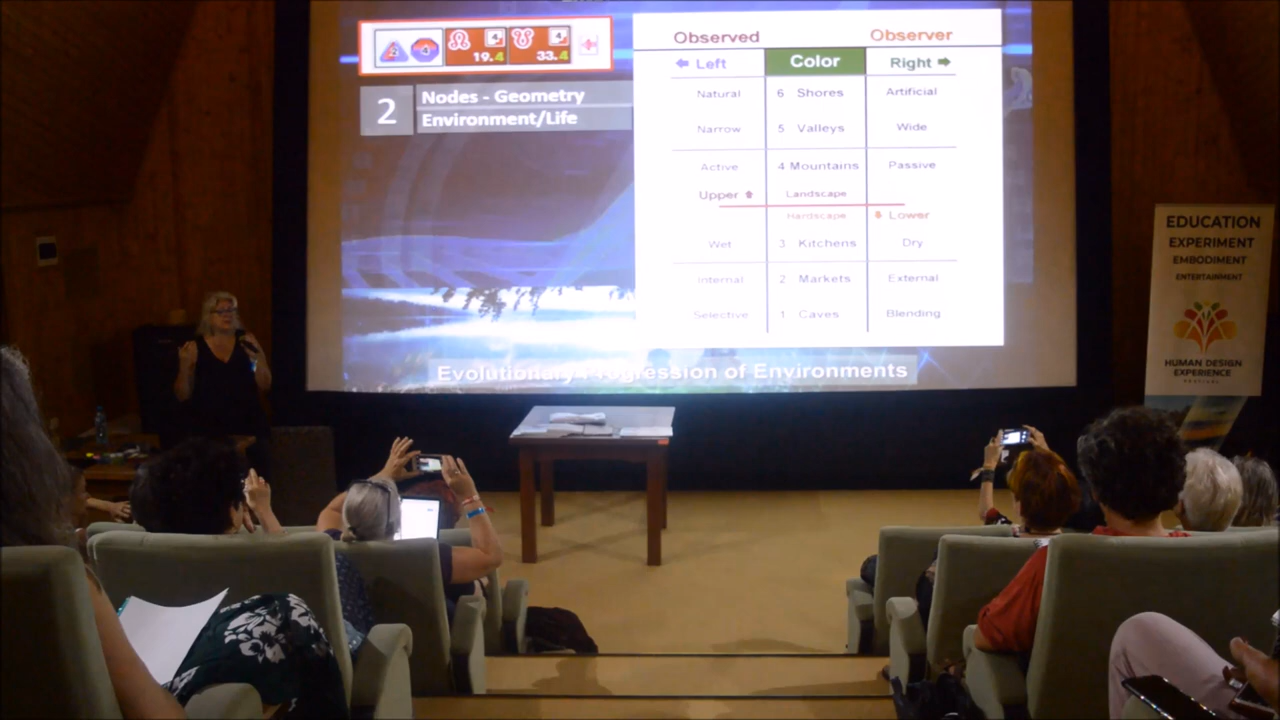 Observed Observer
Left Color Right
19.4 33.4
2 Nodes - Geometry
Environment/Life
Natural 6 Shores Artificial
Narrow 5 Valleys Wide
Active 4 Mountains Passive
Upper Landscape
Hardscape Lower
Wet 3 Kitchens Dry
Internal 2 Markets External
Selective 1 Caves Blending
Evolutionary Progression of Environments
EDUCATION
EXPERIMENT
EMBODIMENT
ENTERTAINMENT
HUMAN DESIGN
EXPERIENCE
FESTIVAL